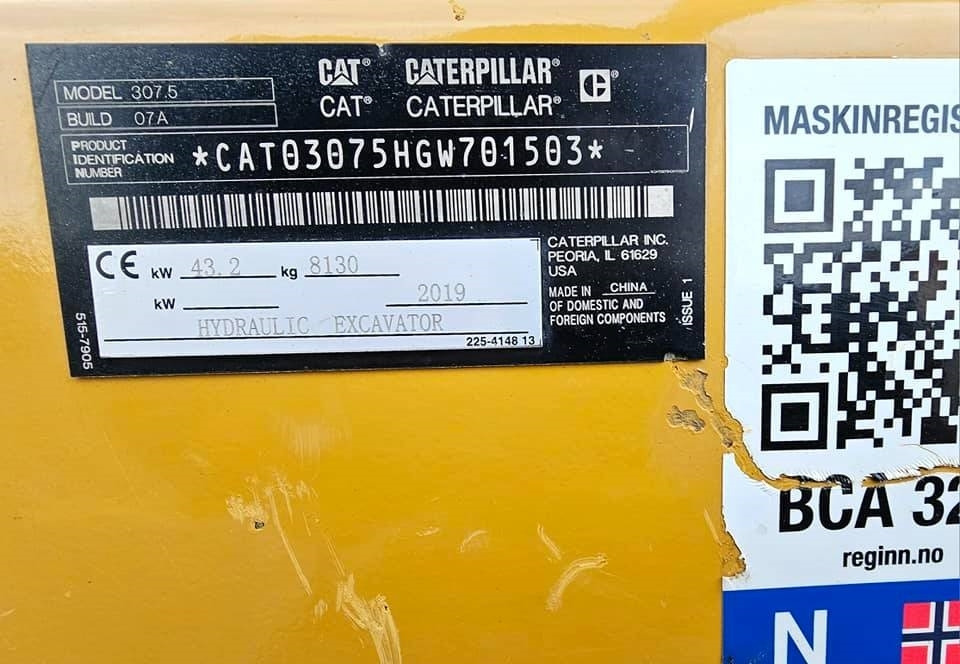 CAT® CATERPILLAR®
CAT® CATERPILLAR®
MODEL 307.5
BUILD 07A
PRODUCT
IDENTIFICATION
NUMBER
*CAT03075HGW701503*
CE kW 43.2 kg 8130
kW 2019
HYDRAULIC EXCAVATOR
225-4148 13
515-7905
CATERPILLAR INC.
PEORIA, IL 61629
USA
MADE IN CHINA
OF DOMESTIC AND
FOREIGN COMPONENTS
ISSUE 1
MASKINREGIS
BCA 32
reginn.no
N